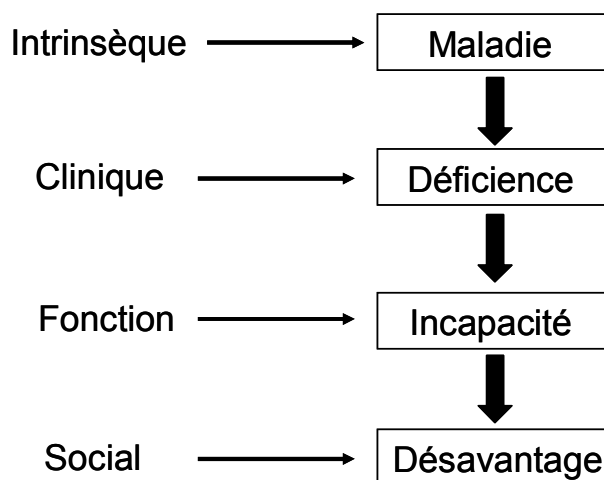 Intrinsèque Maladie
Clinique Déficience
Fonction Incapacité
Social Désavantage